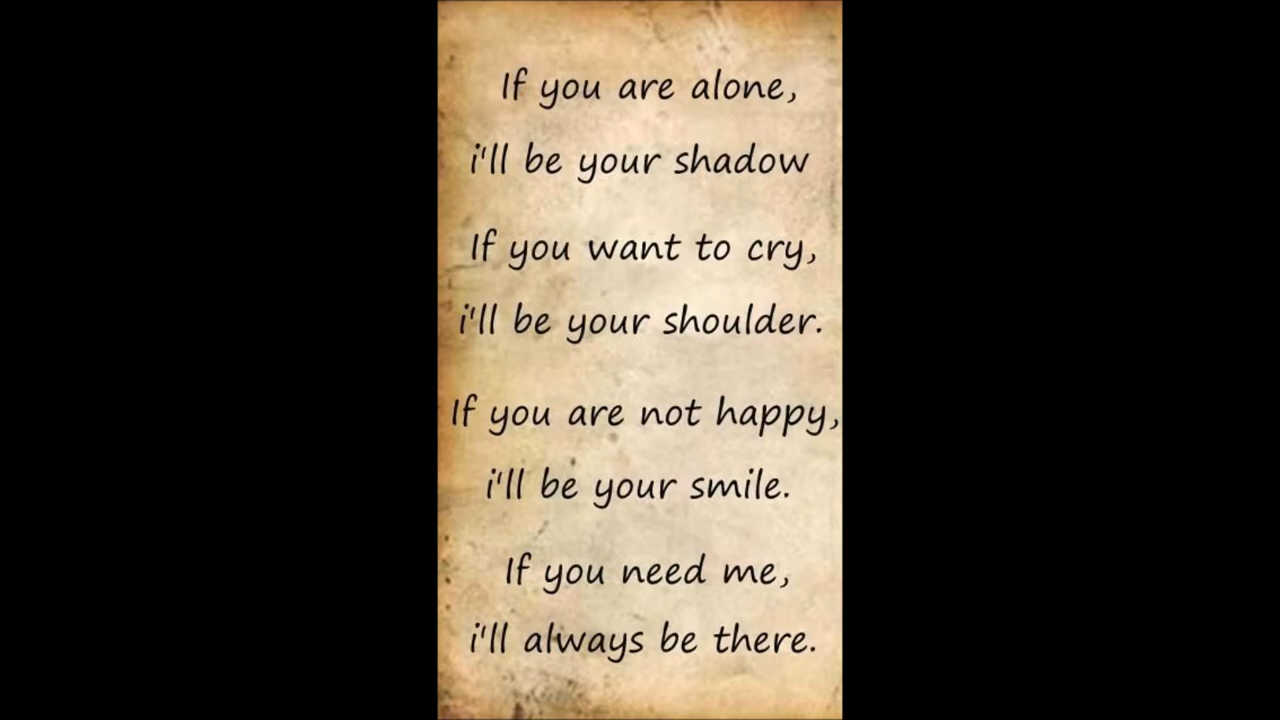 If you are alone,
i'll be your shadow
If you want to cry,
i'll be your shoulder.
If you are not happy,
i'll be your smile.
If you need me,
i'll always be there.